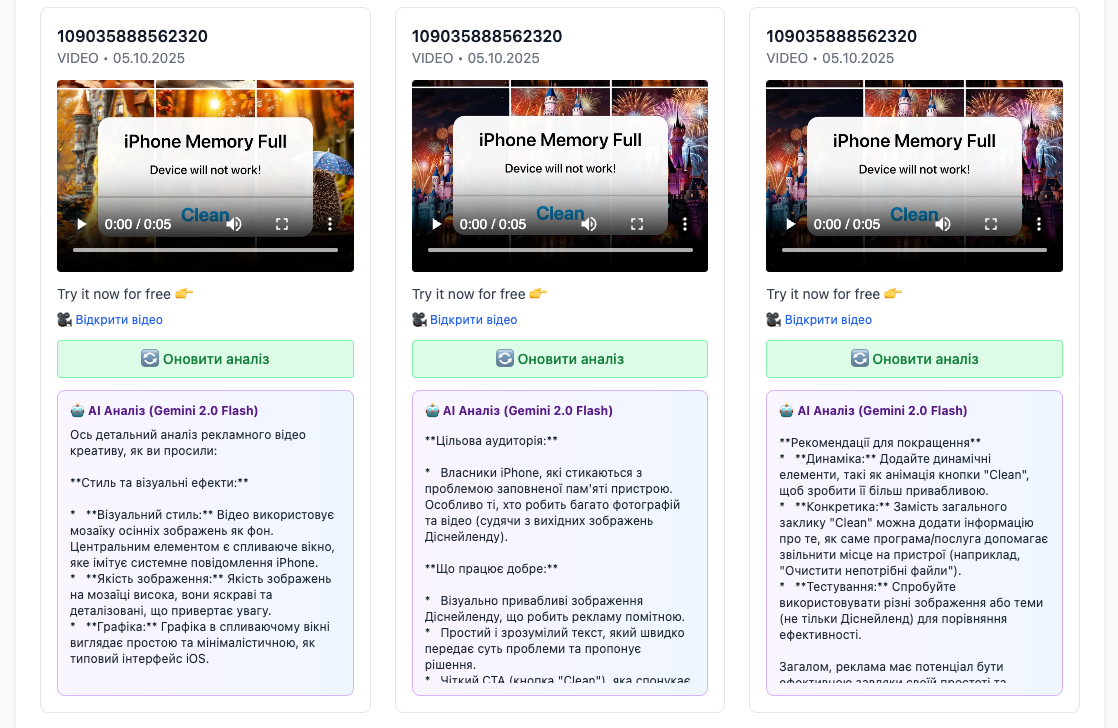 109035888562320
VIDEO • 05.10.2025
iPhone Memory Full
Device will not work!
Clean
0:00 / 0:05
Try it now for free 👉
🎥 Відкрити відео
🔄 Оновити аналіз
🤖 AI Аналіз (Gemini 2.0 Flash)
Ось детальний аналіз рекламного відео
креативу, як ви просили:
**Стиль та візуальні ефекти:**
*   **Візуальний стиль:** Відео використовує
мозаїку осінніх зображень як фон.
Центральним елементом є спливаюче вікно,
яке імітує системне повідомлення iPhone.
*   **Якість зображення:** Якість зображень
на мозаїці висока, вони яскраві та
деталізовані, що привертає увагу.
*   **Графіка:** Графіка в спливаючому вікні
виглядає простою та мінімалістичною, як
типовий інтерфейс iOS.
109035888562320
VIDEO • 05.10.2025
iPhone Memory Full
Device will not work!
Clean
0:00 / 0:05
Try it now for free 👉
🎥 Відкрити відео
🔄 Оновити аналіз
🤖 AI Аналіз (Gemini 2.0 Flash)
**Цільова аудиторія:**
*   Власники iPhone, які стикаються з
проблемою заповненої пам'яті пристрою.
Особливо ті, хто робить багато фотографій
та відео (судячи з вихідних зображень
Діснейленду).
**Що працює добре:**
*   Візуально привабливі зображення
Діснейленду, що робить рекламу помітною.
*   Простий і зрозумілий текст, який швидко
передає суть проблеми та пропонує
рішення.
*   Чіткий CTA (кнопка "Clean"), яка спонукає
109035888562320
VIDEO • 05.10.2025
iPhone Memory Full
Device will not work!
Clean
0:00 / 0:05
Try it now for free 👉
🎥 Відкрити відео
🔄 Оновити аналіз
🤖 AI Аналіз (Gemini 2.0 Flash)
**Рекомендації для покращення**
*   **Динаміка:** Додайте динамічні
елементи, такі як анімація кнопки "Clean",
щоб зробити її більш привабливою.
*   **Конкретика:** Замість загального
заклику "Clean" можна додати інформацію
про те, як саме програма/послуга допомагає
звільнити місце на пристрої (наприклад,
"Очистити непотрібні файли").
*   **Тестування:** Спробуйте
використовувати різні зображення або теми
(не тільки Діснейленд) для порівняння
ефективності.
Загалом, реклама має потенціал бути
ефективною завдяки своїй простоті та